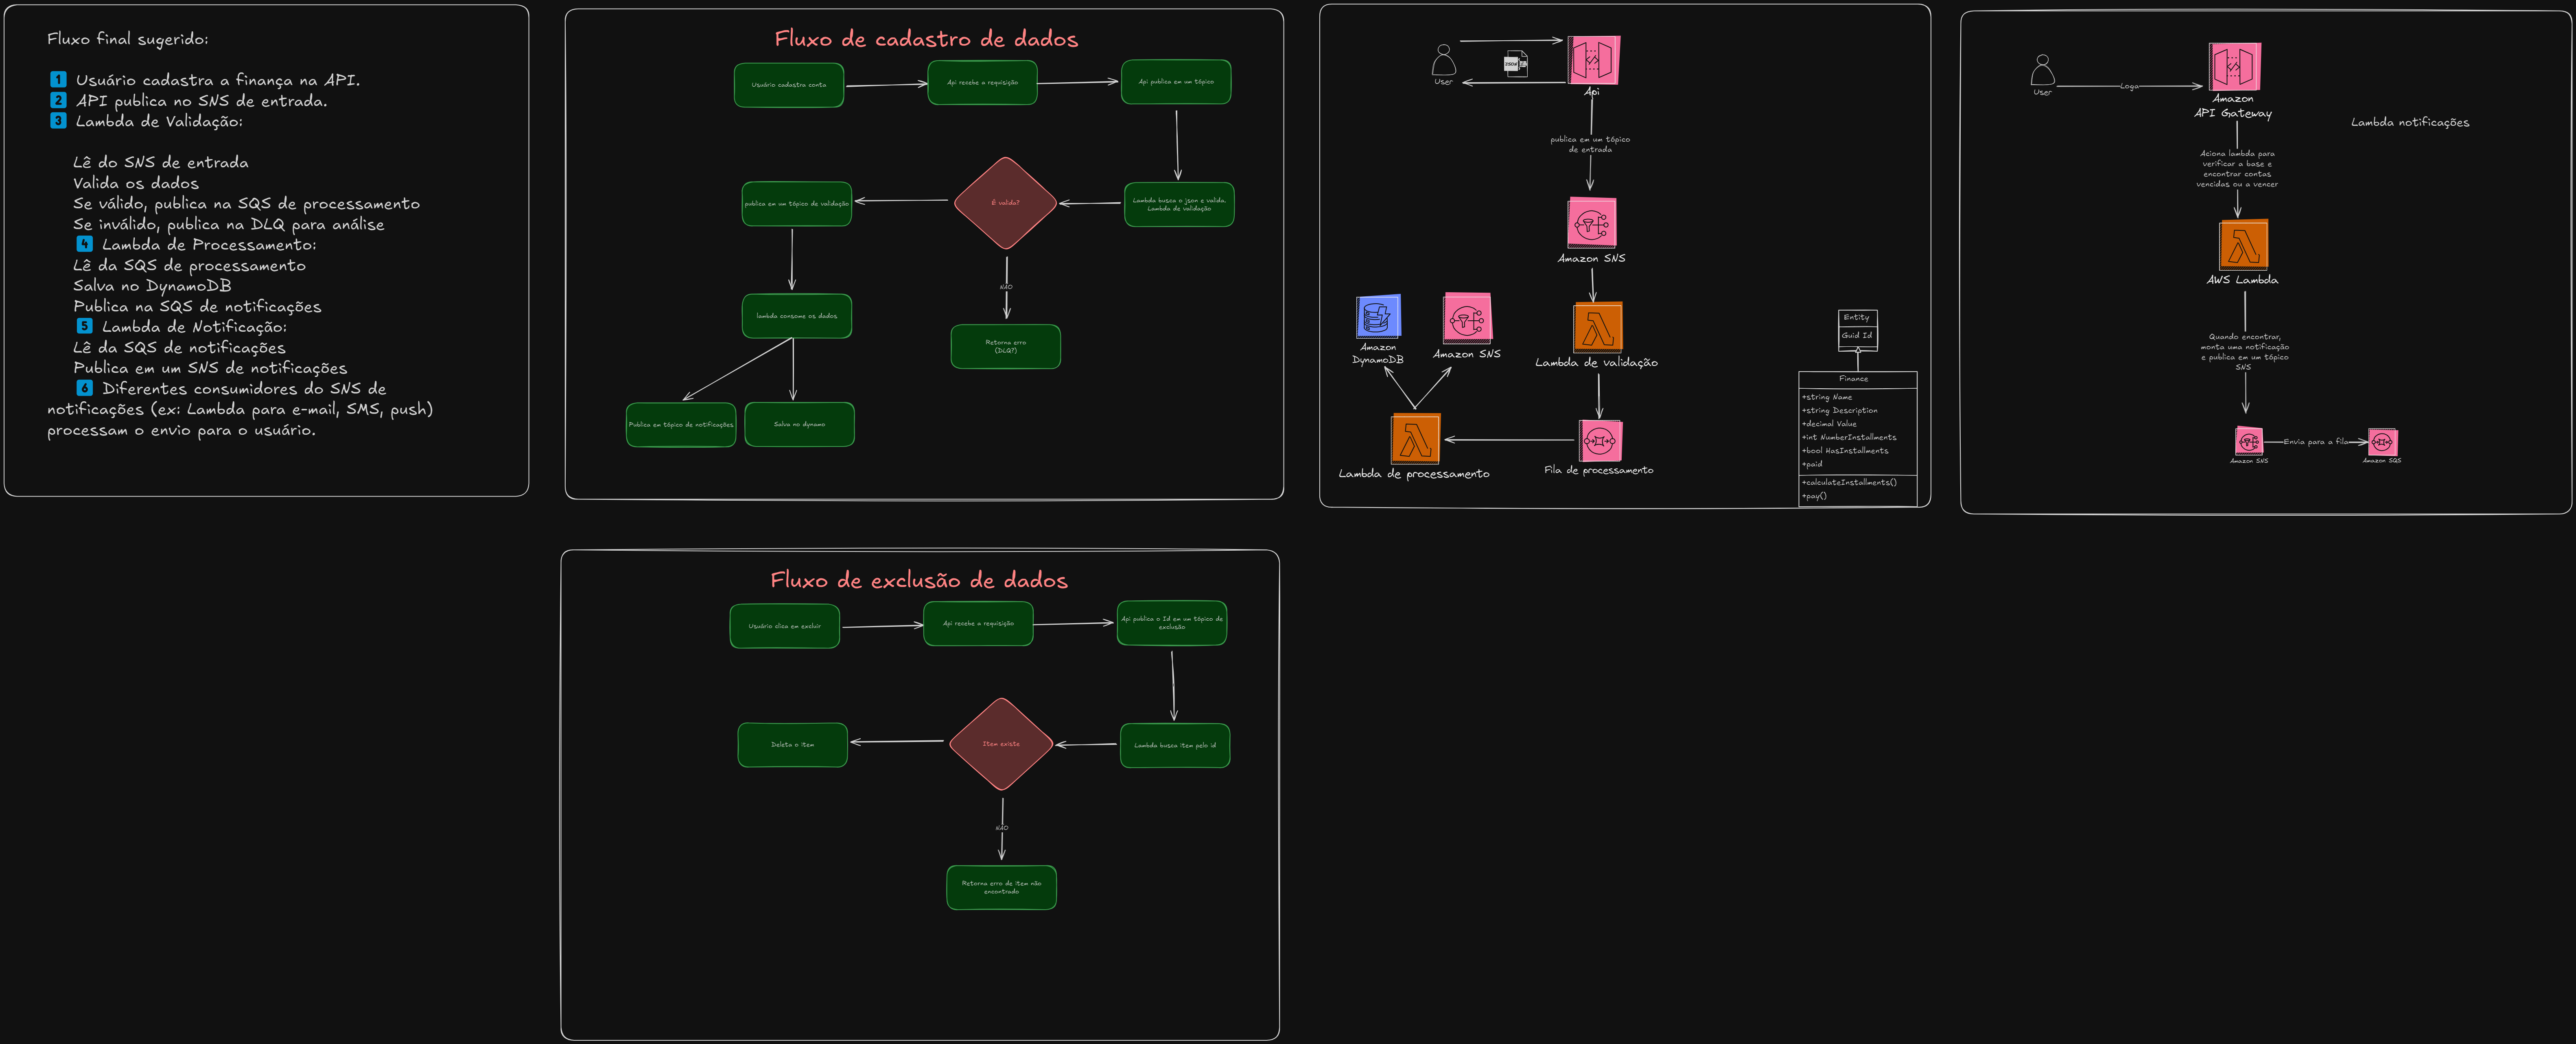 Fluxo final sugerido:
1 Usuário cadastra a finança na API.
2 API publica no SNS de entrada.
3 Lambda de Validação:
Lê do SNS de entrada
Valida os dados
Se válido, publica na SQS de processamento
Se inválido, publica na DLQ para análise
4 Lambda de Processamento:
Lê da SQS de processamento
Salva no DynamoDB
Publica na SQS de notificações
5 Lambda de Notificação:
Lê da SQS de notificações
Publica em um SNS de notificações
6 Diferentes consumidores do SNS de
notificações (ex: Lambda para e-mail, SMS, push)
processam o envio para o usuário.
Fluxo de cadastro de dados
Usuário cadastra conta
Api recebe a requisição
Api publica em um tópico
Lambda busca o json e valida.
Lambda de validação
É valida?
publica em um tópico de validação
NÃO
lambda consome os dados
Retorna erro
(DLQ?)
Publica em tópico de notificações
Salva no dynamo
User
JSON
Api
publica em um tópico
de entrada
Amazon SNS
Amazon
DynamoDB
Amazon SNS
Lambda de validação
Lambda de processamento
Fila de processamento
Entity
Guid Id
Finance
+string Name
+string Description
+decimal Value
+int NumberInstallments
+bool HasInstallments
+paid
+calculateInstallments()
+pay()
User
Loga
Amazon
API Gateway
Lambda notificações
Aciona lambda para
verificar a base e
encontrar contas
vencidas ou a vencer
AWS Lambda
Quando encontrar,
monta uma notificação
e publica em um tópico
SNS
Envia para a fila
Amazon SNS
Amazon SQS
Fluxo de exclusão de dados
Usuário clica em excluir
Api recebe a requisição
Api publica o Id em um tópico de
exclusão
Lambda busca item pelo id
Item existe
Deleta o item
NÃO
Retorna erro de item não
encontrado